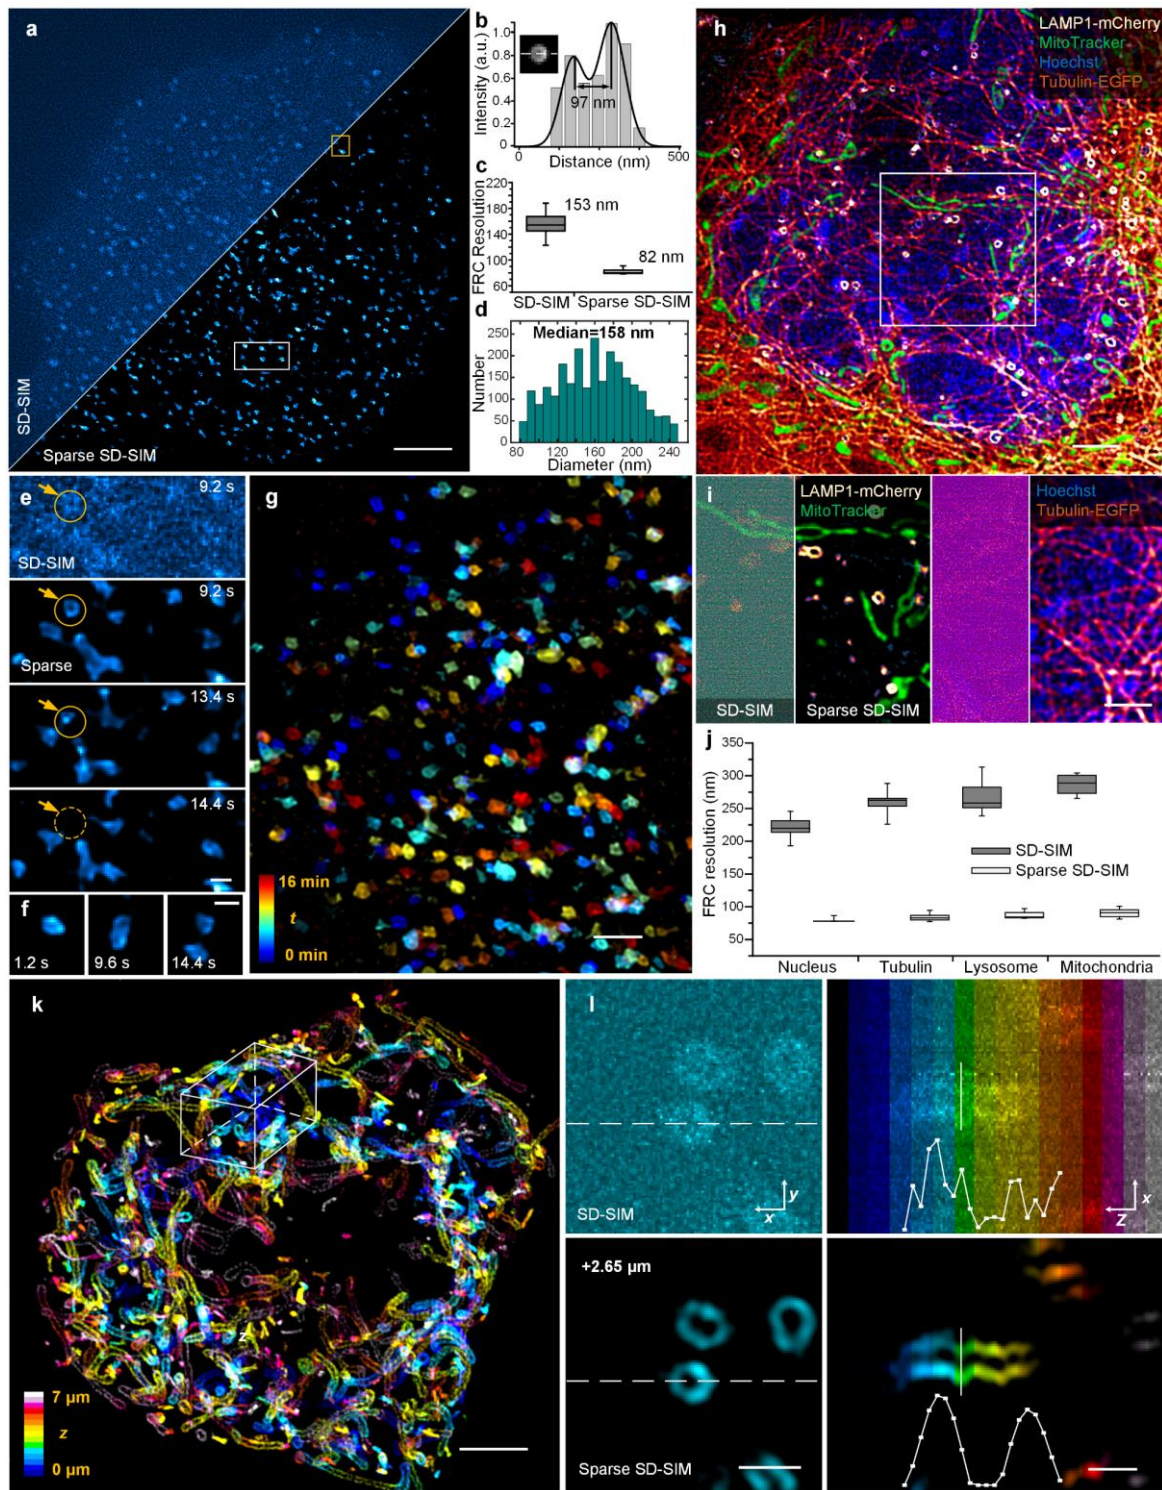 a
SD-SIM
Sparse SD-SIM
b
Intensity (a.u.)
1.0
0.8
0.6
0.4
0.2
0
97 nm
0
500
Distance (nm)
c
FRC Resolution
220
180
140
100
60
153 nm
82 nm
SD-SIM
Sparse SD-SIM
d
Median=158 nm
Number
250
200
150
100
50
0
80
120
160
200
240
Diameter (nm)
h
LAMP1-mCherry
MitoTracker
Hoechst
Tubulin-EGFP
e
9.2 s
SD-SIM
9.2 s
Sparse
13.4 s
14.4 s
f
1.2 s
9.6 s
14.4 s
g
16 min
t
0 min
i
SD-SIM
LAMP1-mCherry
MitoTracker
Sparse SD-SIM
Hoechst
Tubulin-EGFP
j
FRC resolution (nm)
350
300
250
200
150
100
50
SD-SIM
Sparse SD-SIM
Nucleus
Tubulin
Lysosome
Mitochondria
k
z
7 µm
z
0 µm
l
SD-SIM
x
y
Z
x
+2.65 µm
Sparse SD-SIM